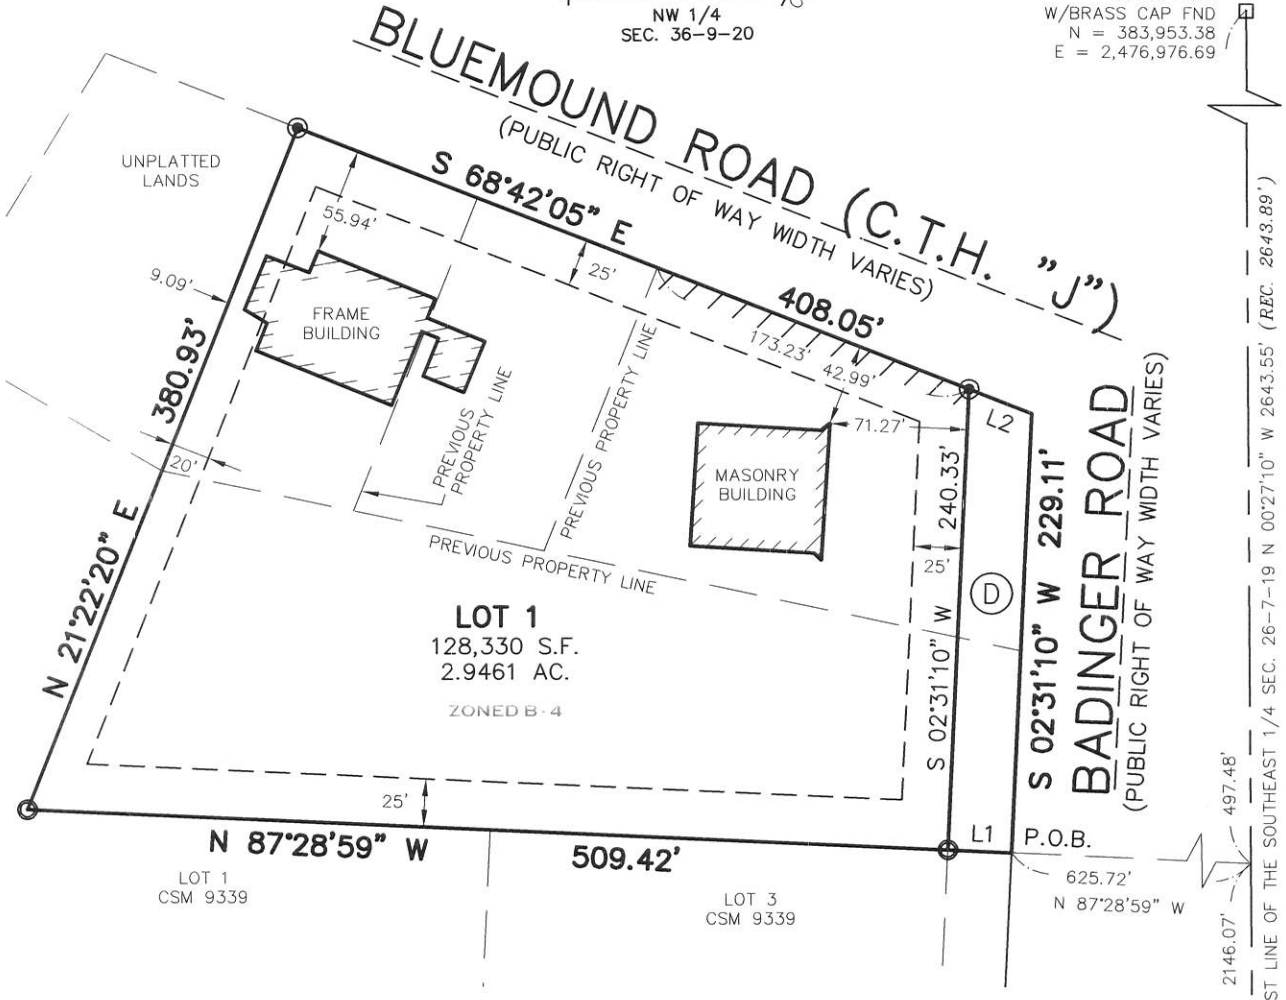 NW 1/4
SEC. 36-9-20
W/BRASS CAP FND
N = 383,953.38
E = 2,476,976.69
BLUEMOUND ROAD (C.T.H. "J")
(PUBLIC RIGHT OF WAY WIDTH VARIES)
UNPLATTED
LANDS
S 68°42'05" E
408.05'
55.94'
25'
173.23'
42.99'
9.09'
FRAME
BUILDING
380.93'
N 21°22'20" E
20'
PREVIOUS
PROPERTY LINE
PREVIOUS PROPERTY LINE
PREVIOUS PROPERTY LINE
MASONRY
BUILDING
71.27'
L2
240.33'
S 02°31'10" W
25'
D
S 02°31'10" W 229.11'
BADINGER ROAD
(PUBLIC RIGHT OF WAY WIDTH VARIES)
LOT 1
128,330 S.F.
2.9461 AC.
ZONED B-4
25'
N 87°28'59" W
509.42'
L1
P.O.B.
625.72'
N 87°28'59" W
LOT 1
CSM 9339
LOT 3
CSM 9339
497.48'
2146.07'
LINE OF THE SOUTHEAST 1/4 SEC. 26-7-19 N 00°27'10" W 2643.55' (REC. 2643.89')